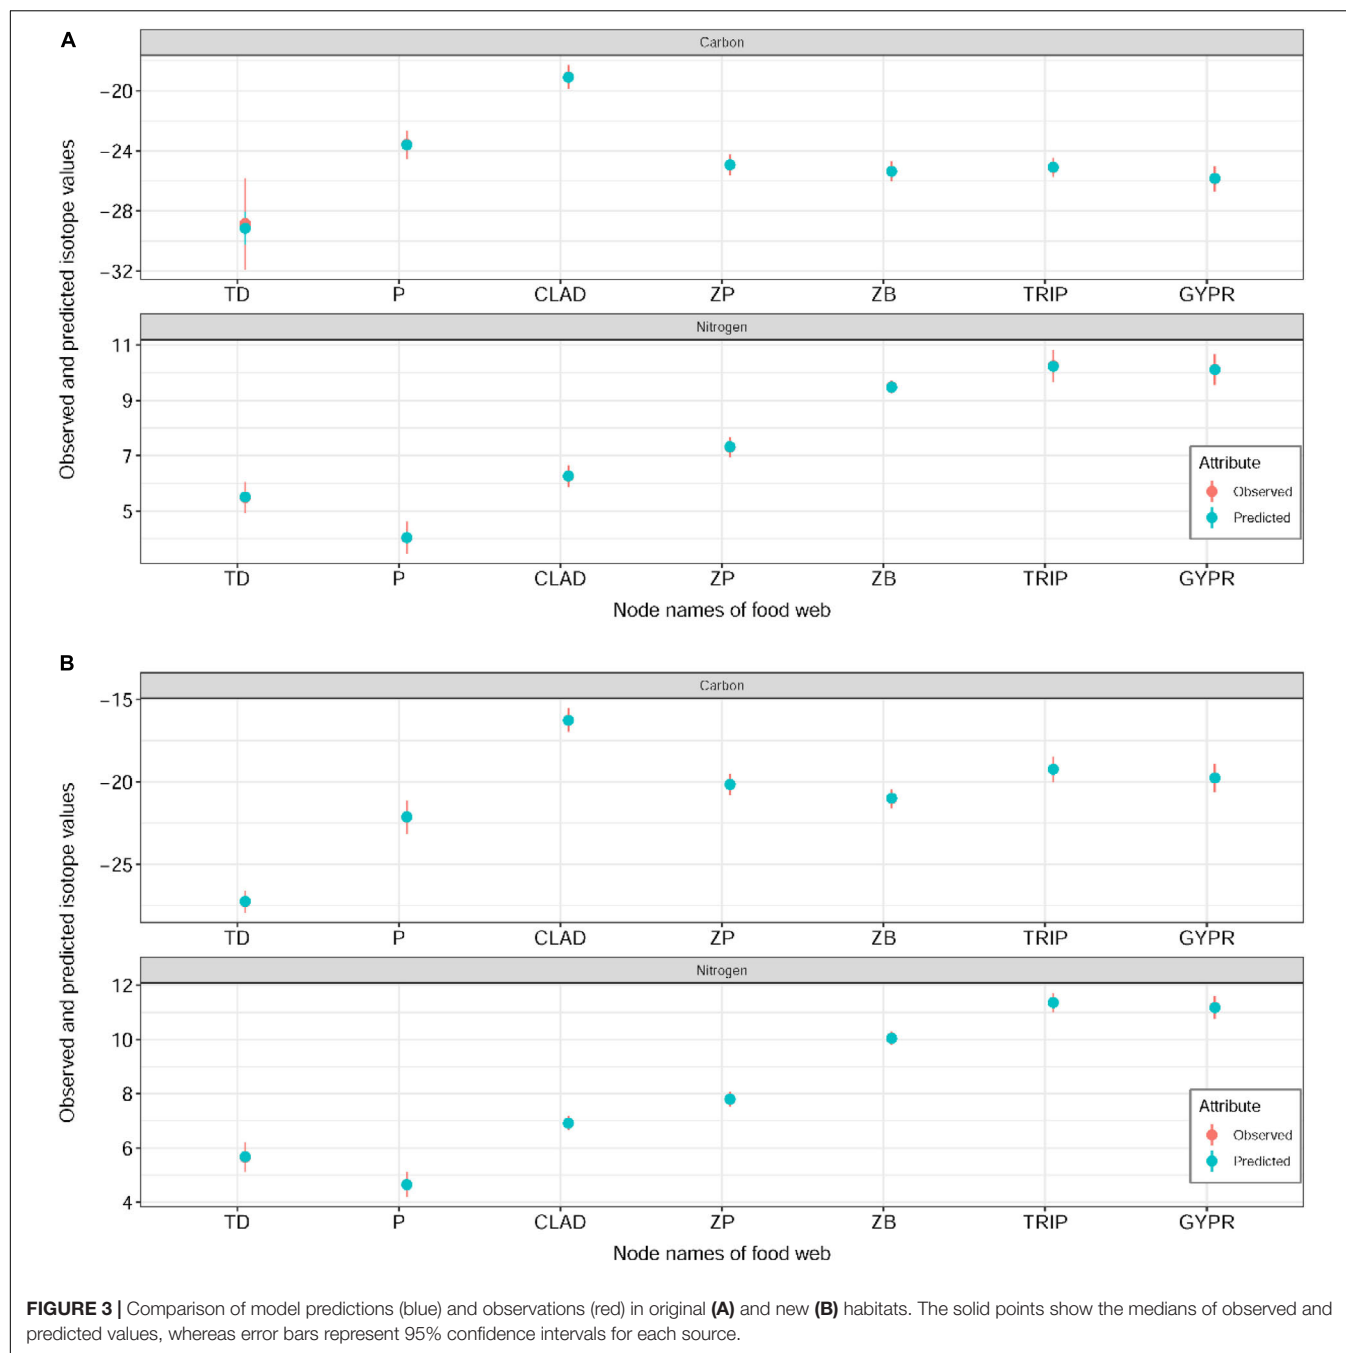 A
Carbon
Observed and predicted isotope values
−20
−24
−28
−32
TD P CLAD ZP ZB TRIP GYPR
Nitrogen
11
9
7
5
Attribute
Observed
Predicted
TD P CLAD ZP ZB TRIP GYPR
Node names of food web
B
Carbon
Observed and predicted isotope values
−15
−20
−25
TD P CLAD ZP ZB TRIP GYPR
Nitrogen
12
10
8
6
4
Attribute
Observed
Predicted
TD P CLAD ZP ZB TRIP GYPR
Node names of food web
FIGURE 3 | Comparison of model predictions (blue) and observations (red) in original (A) and new (B) habitats. The solid points show the medians of observed and
predicted values, whereas error bars represent 95% confidence intervals for each source.